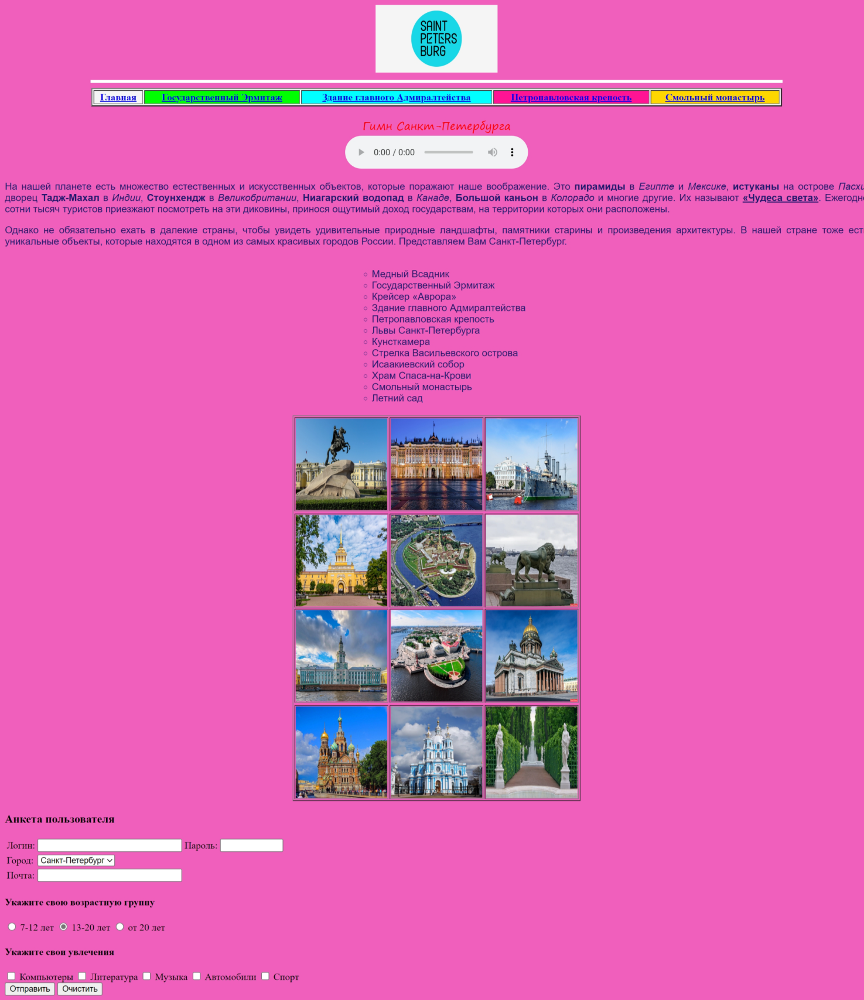 SAINT
PETERS
BURG
Главная Государственный Эрмитаж Здание главного Адмиралтейства Петропавловская крепость Смольный монастырь
Гимн Санкт-Петербурга
0:00 / 0:00
На нашей планете есть множество естественных и искусственных объектов, которые поражают наше воображение. Это пирамиды в Египте и Мексике, истуканы на острове
дворец Тадж-Махал в Индии, Стоунхендж в Великобритании, Ниагарский водопад в Канаде, Большой каньон в Колорадо и многие другие. Их называют «Чудеса света».
сотни тысяч туристов приезжают посмотреть на эти диковины, принося ощутимый доход государствам, на территории которых они расположены.
Однако не обязательно ехать в далекие страны, чтобы увидеть удивительные природные ландшафты, памятники старины и произведения архитектуры. В нашей стране тоже
уникальные объекты, которые находятся в одном из самых красивых городов России. Представляем Вам Санкт-Петербург.
Медный Всадник
Государственный Эрмитаж
Крейсер «Аврора»
Здание главного Адмиралтейства
Петропавловская крепость
Львы Санкт-Петербурга
Кунсткамера
Стрелка Васильевского острова
Исаакиевский собор
Храм Спаса-на-Крови
Смольный монастырь
Летний сад
Анкета пользователя
Логин: Пароль:
Город: Санкт-Петербург
Почта:
Укажите свою возрастную группу
7-12 лет 13-20 лет от 20 лет
Укажите свои увлечения
Компьютеры Литература Музыка Автомобили Спорт
Отправить Очистить